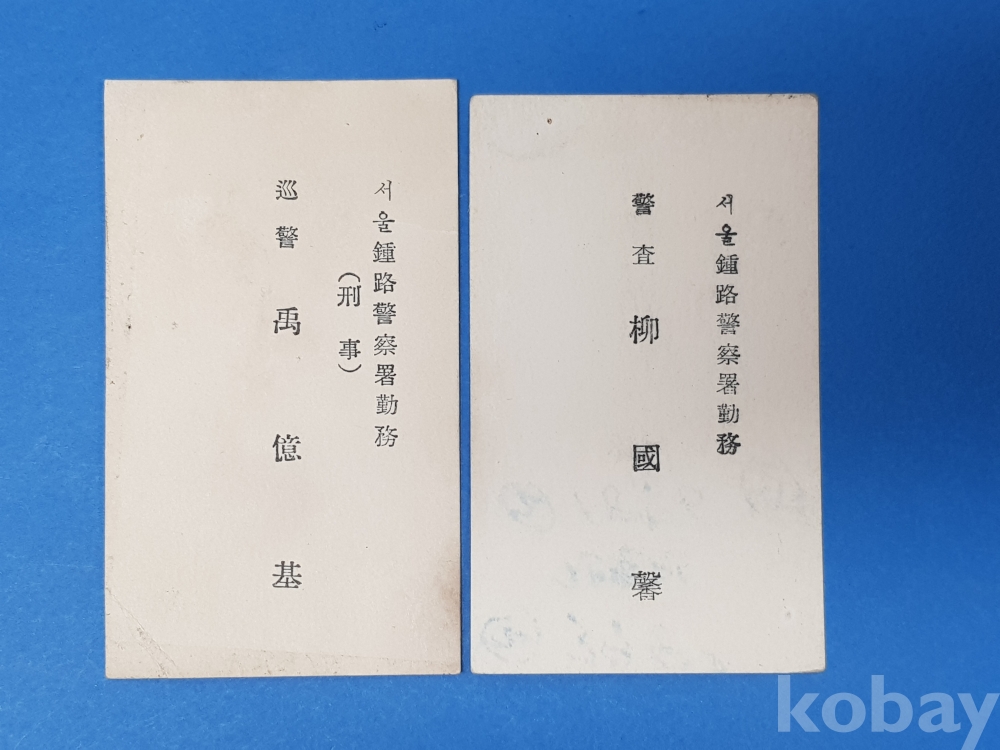 서울鍾路警察署勤務
(刑事)
巡警 禹億基
서울鍾路警察署勤務
警査 柳國馨
kobay